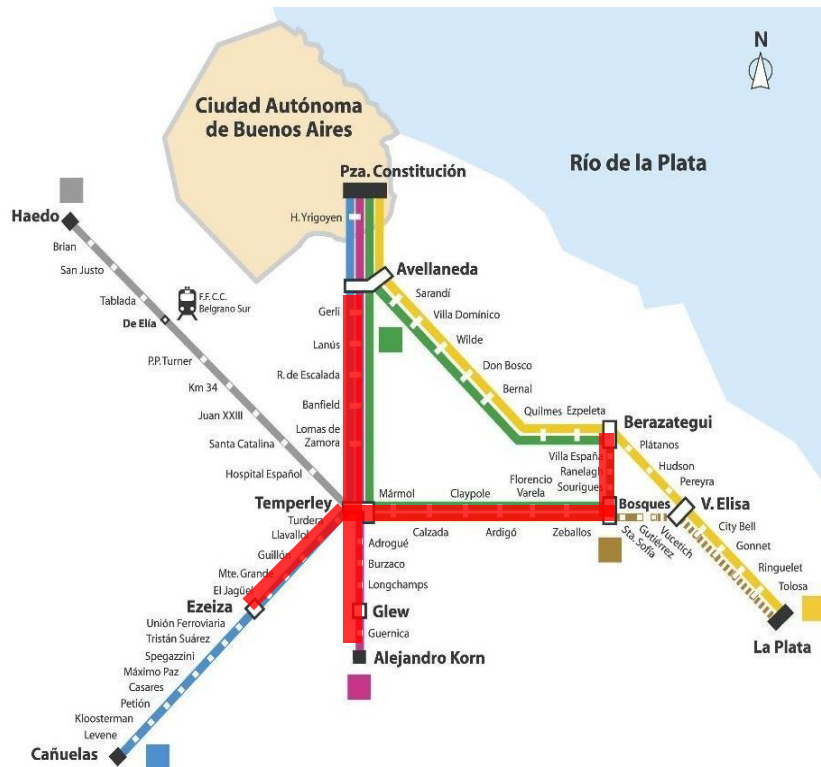 N
Ciudad Autónoma
de Buenos Aires
Río de la Plata
Pza. Constitución
Haedo
H. Yrigoyen
Brian
San Justo
Avellaneda
Tablada
F.F.C.C.
Belgrano Sur
Sarandí
De Elía
Gerli
Villa Domínico
Lanús
Wilde
P.P. Turner
Don Bosco
Km 34
R. de Escalada
Bernal
Juan XXIII
Banfield
Quilmes
Ezpeleta
Santa Catalina
Lomas de
Zamora
Berazategui
Hospital Español
Villa España
Plátanos
Ranelagh
Hudson
Sourigues
Pereyra
Temperley
Mármol
Claypole
Florencio
Varela
Bosques
V. Elisa
Turdera
Llavallol
Calzada
Ardigó
Zeballos
Sta. Sofía
Gutiérrez
Vucetich
City Bell
Guillón
Adrogué
Gonnet
Mte. Grande
Burzaco
Ringuelet
El Jagüel
Longchamps
Tolosa
Ezeiza
Glew
Unión Ferroviaria
Guernica
Tristán Suárez
La Plata
Spegazzini
Alejandro Korn
Máximo Paz
Casares
Petión
Kloosterman
Levene
Cañuelas